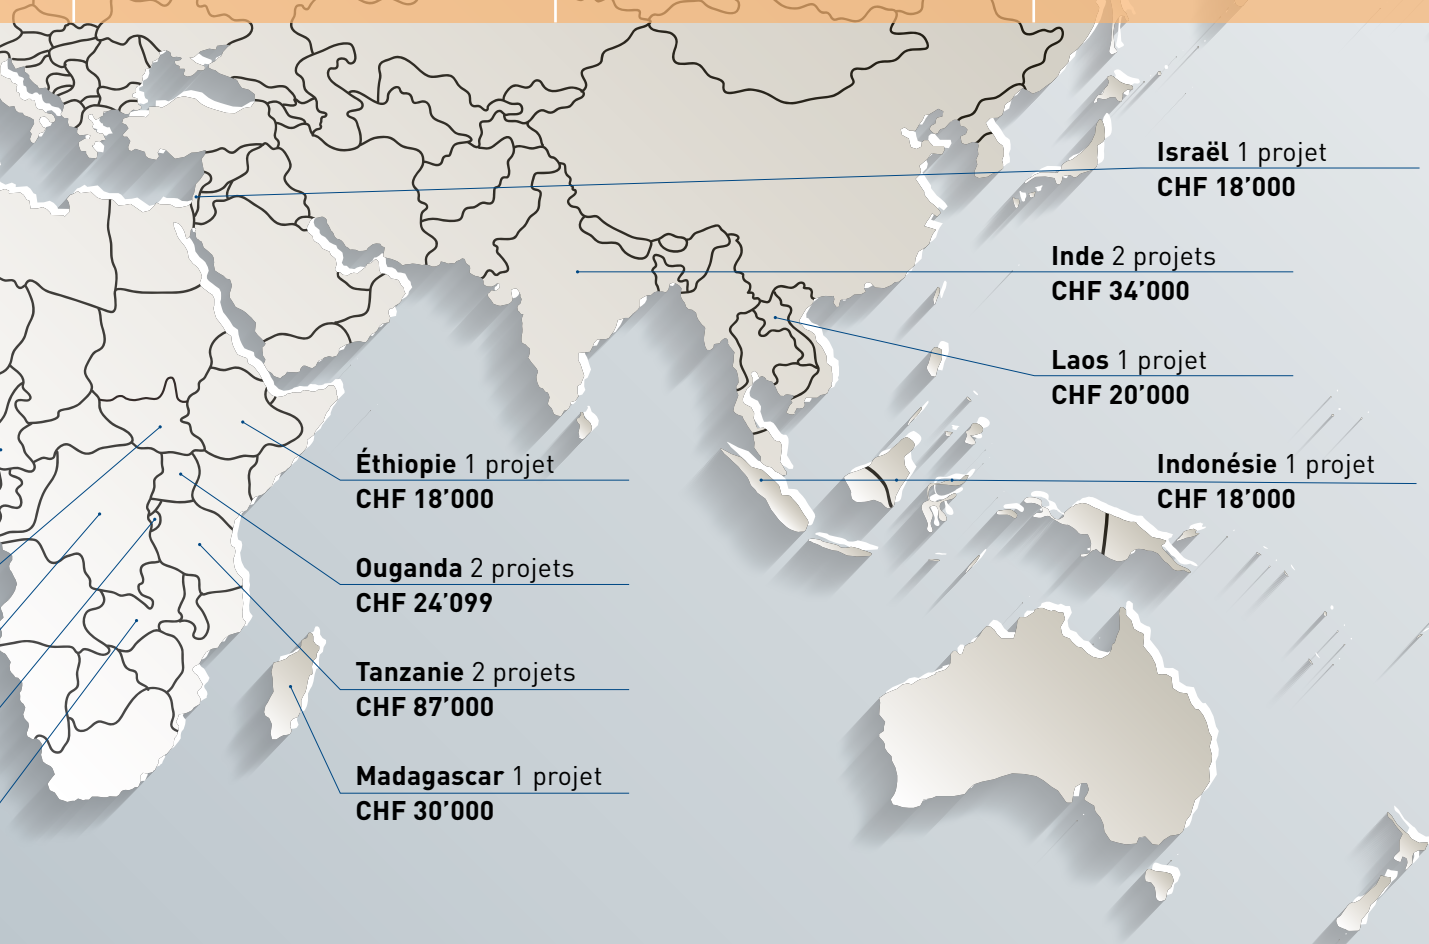 Israël 1 projet
CHF 18’000
Inde 2 projets
CHF 34’000
Laos 1 projet
CHF 20’000
Éthiopie 1 projet
CHF 18’000
Indonésie 1 projet
CHF 18’000
Ouganda 2 projets
CHF 24’099
Tanzanie 2 projets
CHF 87’000
Madagascar 1 projet
CHF 30’000